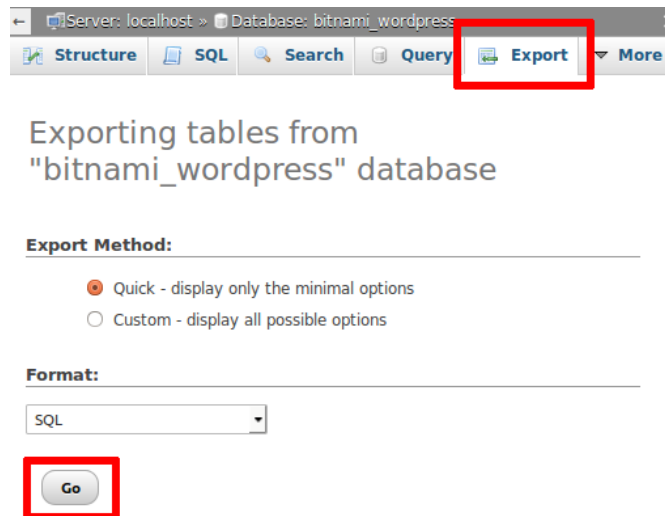 Server: localhost » Database: bitnami_wordpress
Structure SQL Search Query Export More
Exporting tables from
"bitnami_wordpress" database
Export Method:
Quick - display only the minimal options
Custom - display all possible options
Format:
SQL
Go